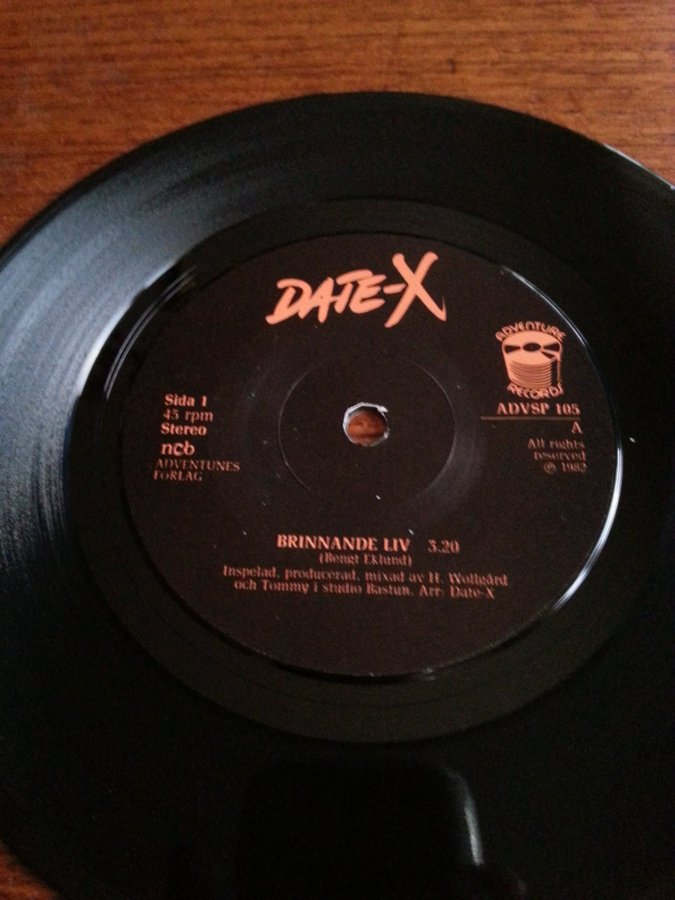 DATE-X
ADVENTURE
RECORDS
Sida 1
45 rpm
Stereo
ncb
ADVENTUNES
FÖRLAG
ADVSP 105
A
All rights
reserved
℗ 1982
BRINNANDE LIV 3.20
(Bengt Eklund)
Inspelad, producerad, mixad av H. Wollgård
och Tommy i studio Bastun. Arr: Date-X